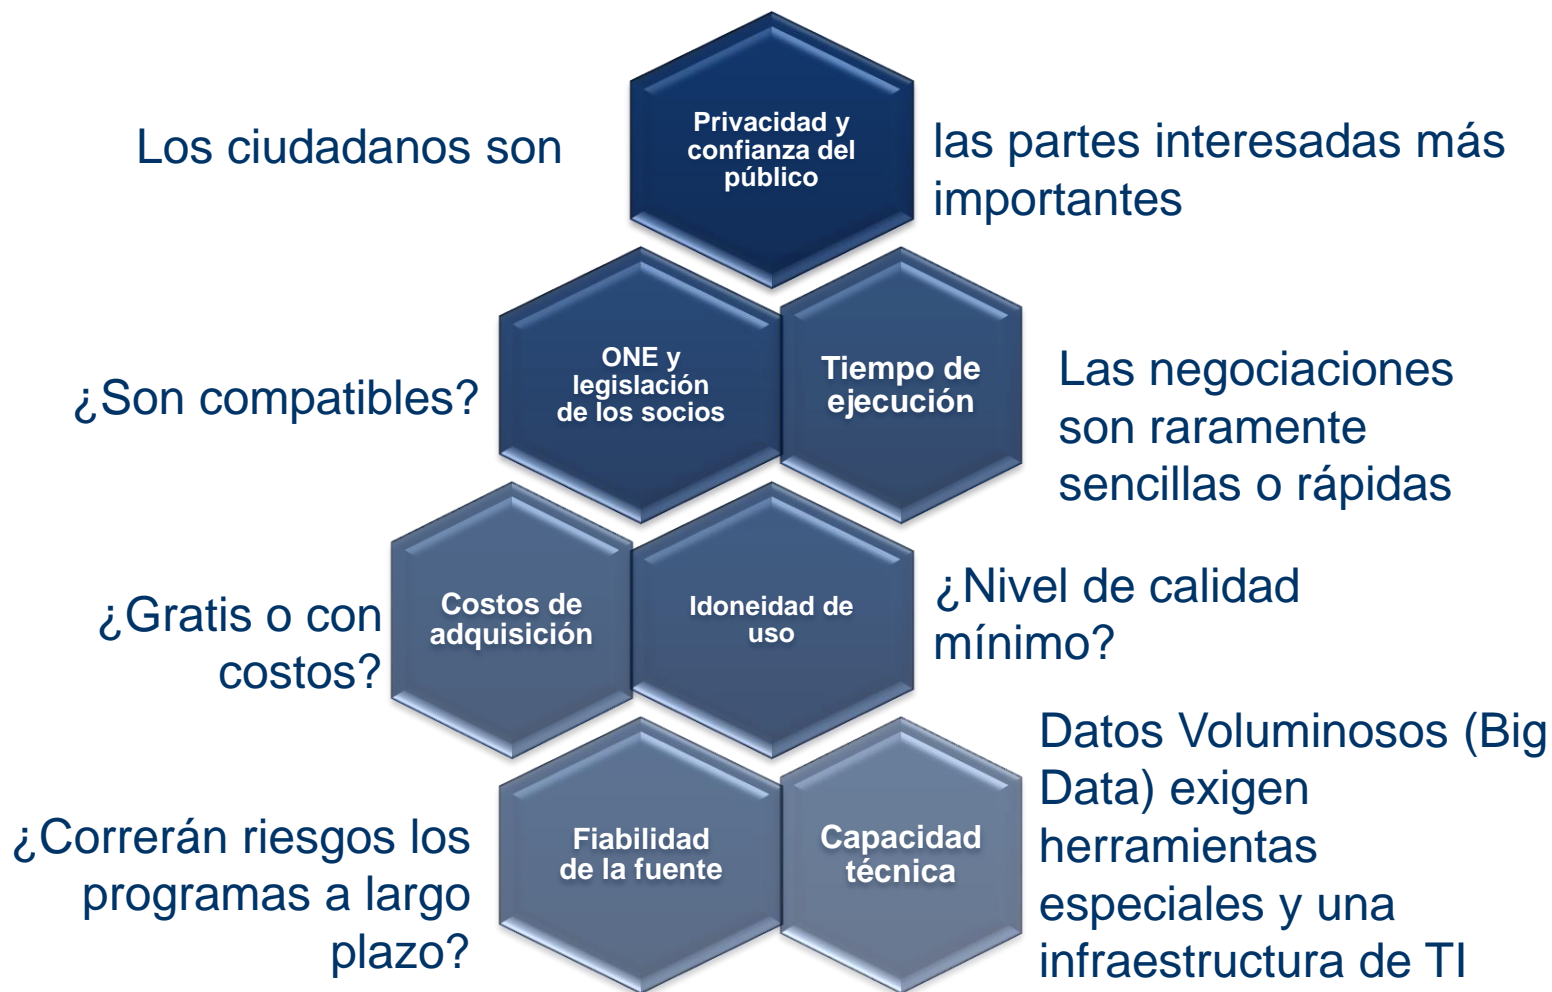 Los ciudadanos son
Privacidad y
confianza del
público
las partes interesadas más
importantes
¿Son compatibles?
ONE y
legislación
de los socios
Tiempo de
ejecución
Las negociaciones
son raramente
sencillas o rápidas
¿Gratis o con
costos?
Costos de
adquisición
Idoneidad de
uso
¿Nivel de calidad
mínimo?
¿Correrán riesgos los
programas a largo
plazo?
Fiabilidad
de la fuente
Capacidad
técnica
Datos Voluminosos (Big
Data) exigen
herramientas
especiales y una
infraestructura de TI